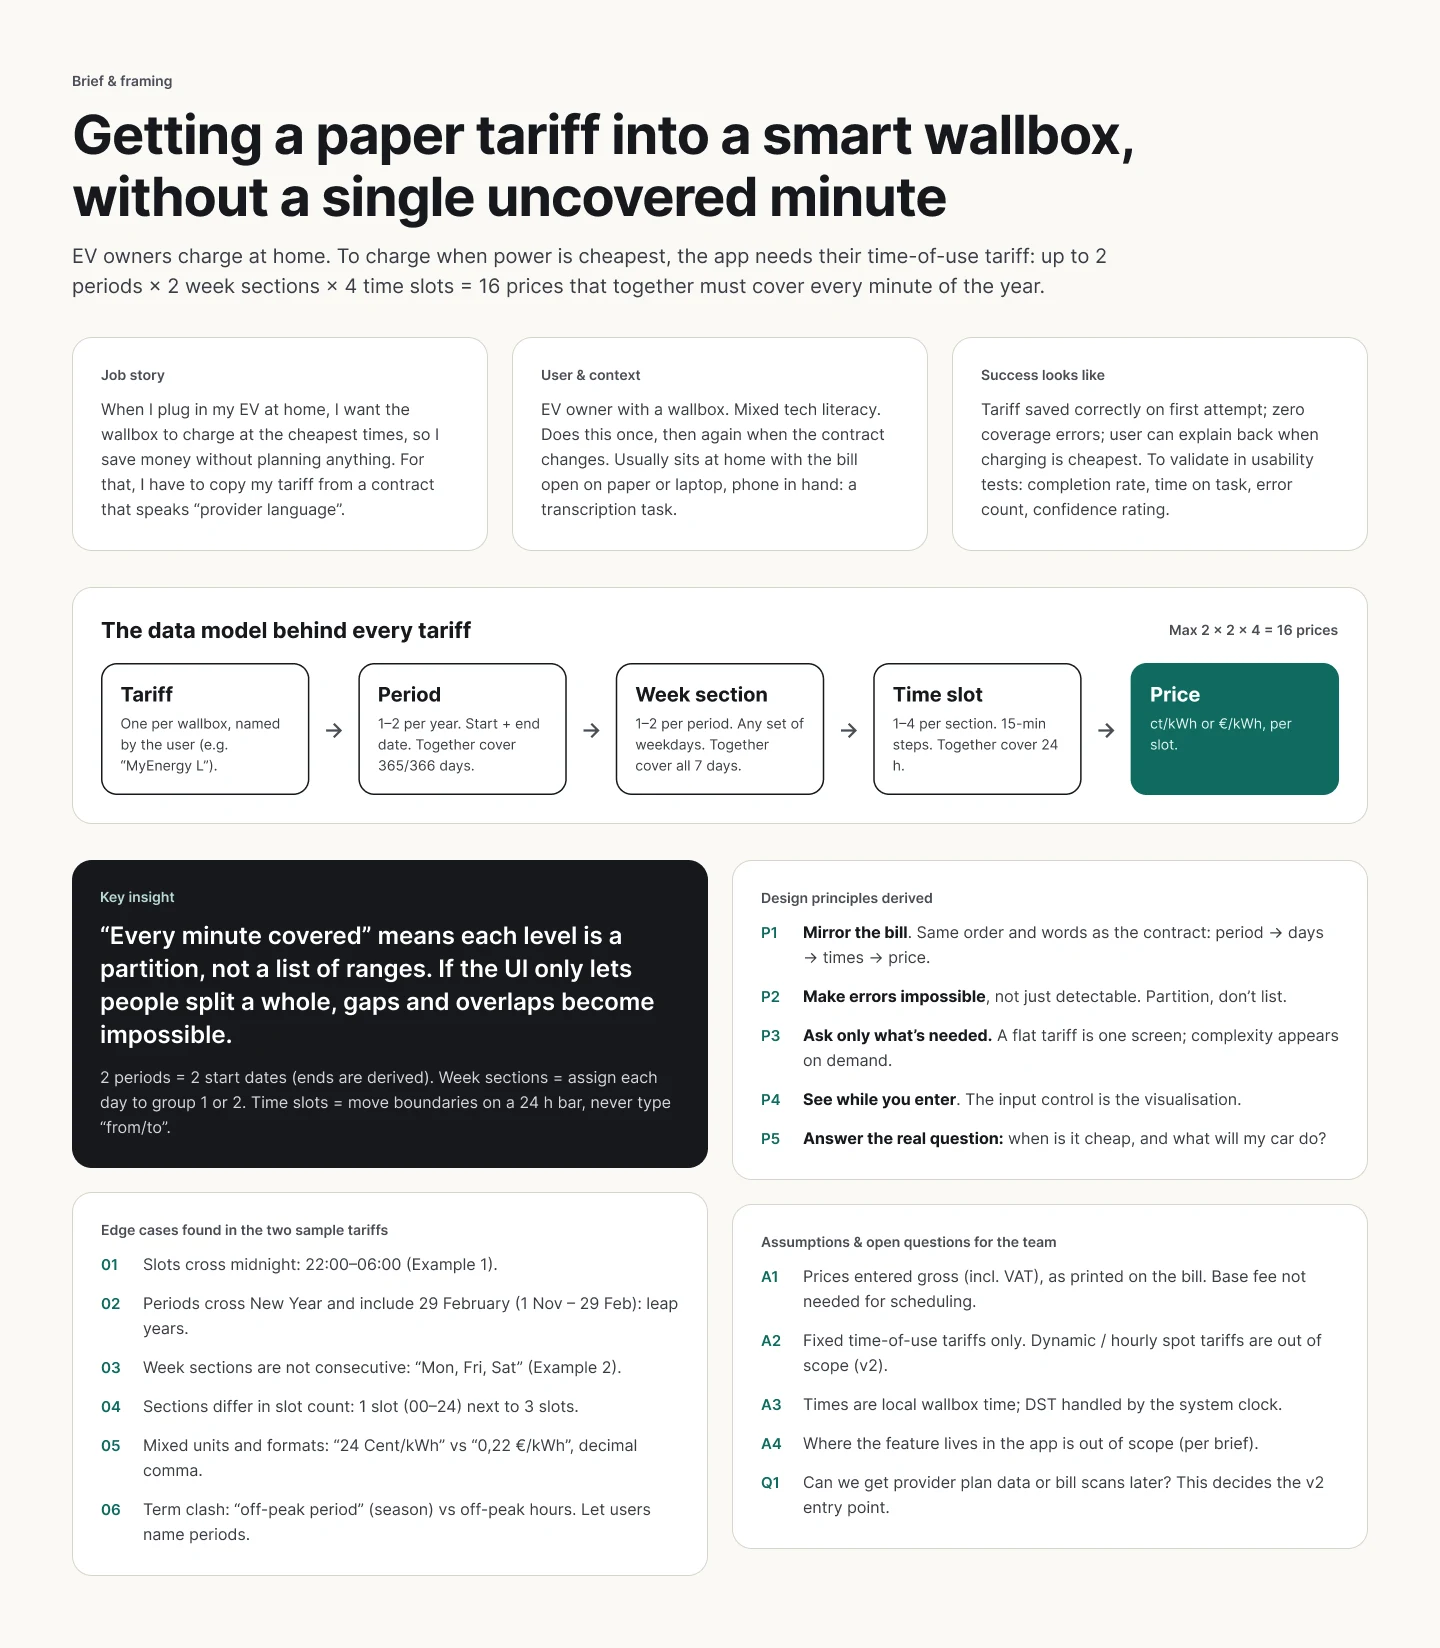 Brief & framing
Getting a paper tariff into a smart wallbox,
without a single uncovered minute
EV owners charge at home. To charge when power is cheapest, the app needs their time-of-use tariff: up to 2
periods × 2 week sections × 4 time slots = 16 prices that together must cover every minute of the year.
Job story
When I plug in my EV at home, I want the
wallbox to charge at the cheapest times, so I
save money without planning anything. For
that, I have to copy my tariff from a contract
that speaks “provider language”.
User & context
EV owner with a wallbox. Mixed tech literacy.
Does this once, then again when the contract
changes. Usually sits at home with the bill
open on paper or laptop, phone in hand: a
transcription task.
Success looks like
Tariff saved correctly on first attempt; zero
coverage errors; user can explain back when
charging is cheapest. To validate in usability
tests: completion rate, time on task, error
count, confidence rating.
The data model behind every tariff
Max 2 × 2 × 4 = 16 prices
Tariff
One per wallbox, named
by the user (e.g.
“MyEnergy L”).
→
Period
1–2 per year. Start + end
date. Together cover
365/366 days.
→
Week section
1–2 per period. Any set of
weekdays. Together
cover all 7 days.
→
Time slot
1–4 per section. 15-min
steps. Together cover 24
h.
→
Price
ct/kWh or €/kWh, per
slot.
Key insight
“Every minute covered” means each level is a
partition, not a list of ranges. If the UI only lets
people split a whole, gaps and overlaps become
impossible.
2 periods = 2 start dates (ends are derived). Week sections = assign each
day to group 1 or 2. Time slots = move boundaries on a 24 h bar, never type
“from/to”.
Design principles derived
P1 Mirror the bill. Same order and words as the contract: period → days
→ times → price.
P2 Make errors impossible, not just detectable. Partition, don’t list.
P3 Ask only what’s needed. A flat tariff is one screen; complexity appears
on demand.
P4 See while you enter. The input control is the visualisation.
P5 Answer the real question: when is it cheap, and what will my car do?
Edge cases found in the two sample tariffs
01 Slots cross midnight: 22:00–06:00 (Example 1).
02 Periods cross New Year and include 29 February (1 Nov – 29 Feb): leap
years.
03 Week sections are not consecutive: “Mon, Fri, Sat” (Example 2).
04 Sections differ in slot count: 1 slot (00–24) next to 3 slots.
05 Mixed units and formats: “24 Cent/kWh” vs “0,22 €/kWh”, decimal
comma.
06 Term clash: “off-peak period” (season) vs off-peak hours. Let users
name periods.
Assumptions & open questions for the team
A1 Prices entered gross (incl. VAT), as printed on the bill. Base fee not
needed for scheduling.
A2 Fixed time-of-use tariffs only. Dynamic / hourly spot tariffs are out of
scope (v2).
A3 Times are local wallbox time; DST handled by the system clock.
A4 Where the feature lives in the app is out of scope (per brief).
Q1 Can we get provider plan data or bill scans later? This decides the v2
entry point.